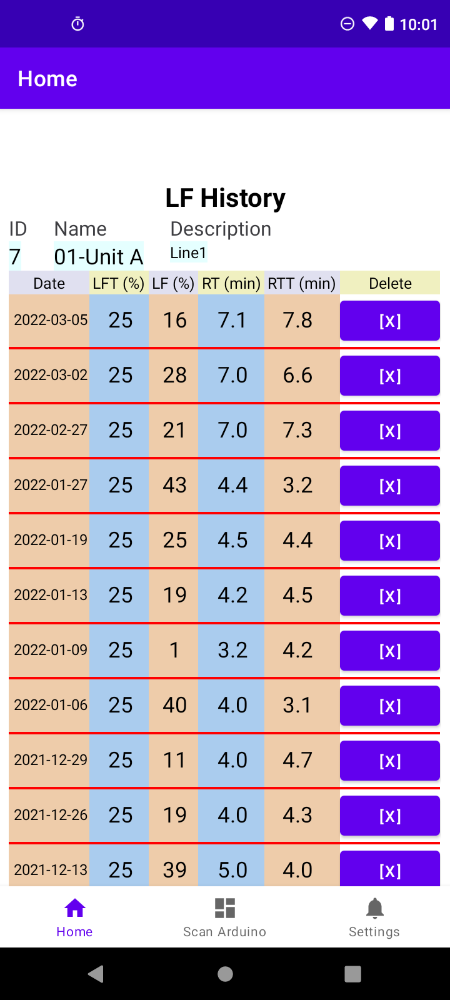 10:01
Home
LF History
ID Name Description
7 01-Unit A Line1
Date LFT (%) LF (%) RT (min) RTT (min) Delete
2022-03-05 25 16 7.1 7.8 [X]
2022-03-02 25 28 7.0 6.6 [X]
2022-02-27 25 21 7.0 7.3 [X]
2022-01-27 25 43 4.4 3.2 [X]
2022-01-19 25 25 4.5 4.4 [X]
2022-01-13 25 19 4.2 4.5 [X]
2022-01-09 25 1 3.2 4.2 [X]
2022-01-06 25 40 4.0 3.1 [X]
2021-12-29 25 11 4.0 4.7 [X]
2021-12-26 25 19 4.0 4.3 [X]
2021-12-13 25 39 5.0 4.0 [X]
Home Scan Arduino Settings